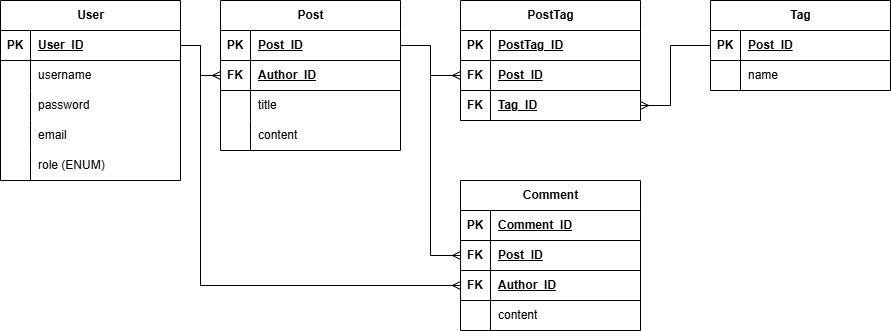 User
PK User_ID
username
password
email
role (ENUM)
Post
PK Post_ID
FK Author_ID
title
content
PostTag
PK PostTag_ID
FK Post_ID
FK Tag_ID
Tag
PK Post_ID
name
Comment
PK Comment_ID
FK Post_ID
FK Author_ID
content